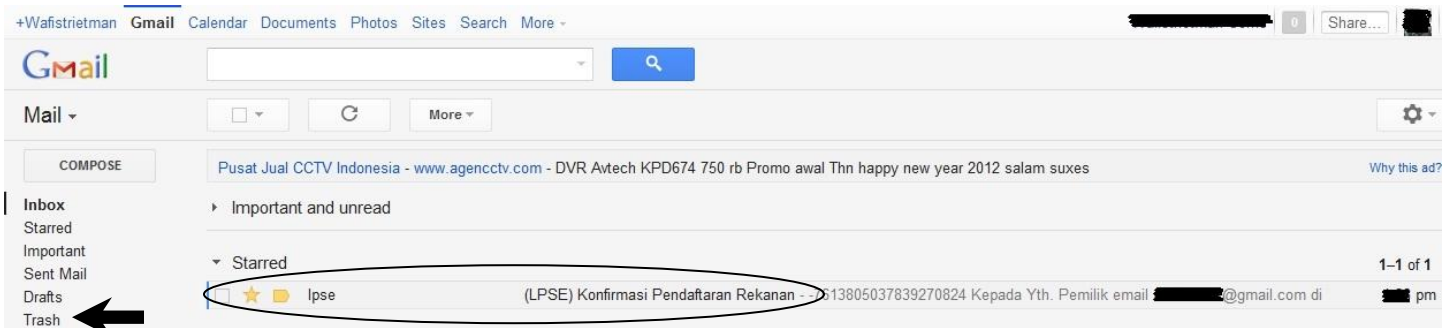 +Wafistrietman Gmail Calendar Documents Photos Sites Search More
0 Share...
Gmail
Mail
More
COMPOSE
Pusat Jual CCTV Indonesia - www.agencctv.com - DVR Avtech KPD674 750 rb Promo awal Thn happy new year 2012 salam suxes Why this ad?
Inbox
Important and unread
Starred
Important
Starred 1–1 of 1
Sent Mail
lpse (LPSE) Konfirmasi Pendaftaran Rekanan - Kepada Yth. Pemilik email @gmail.com di pm
Drafts
Trash